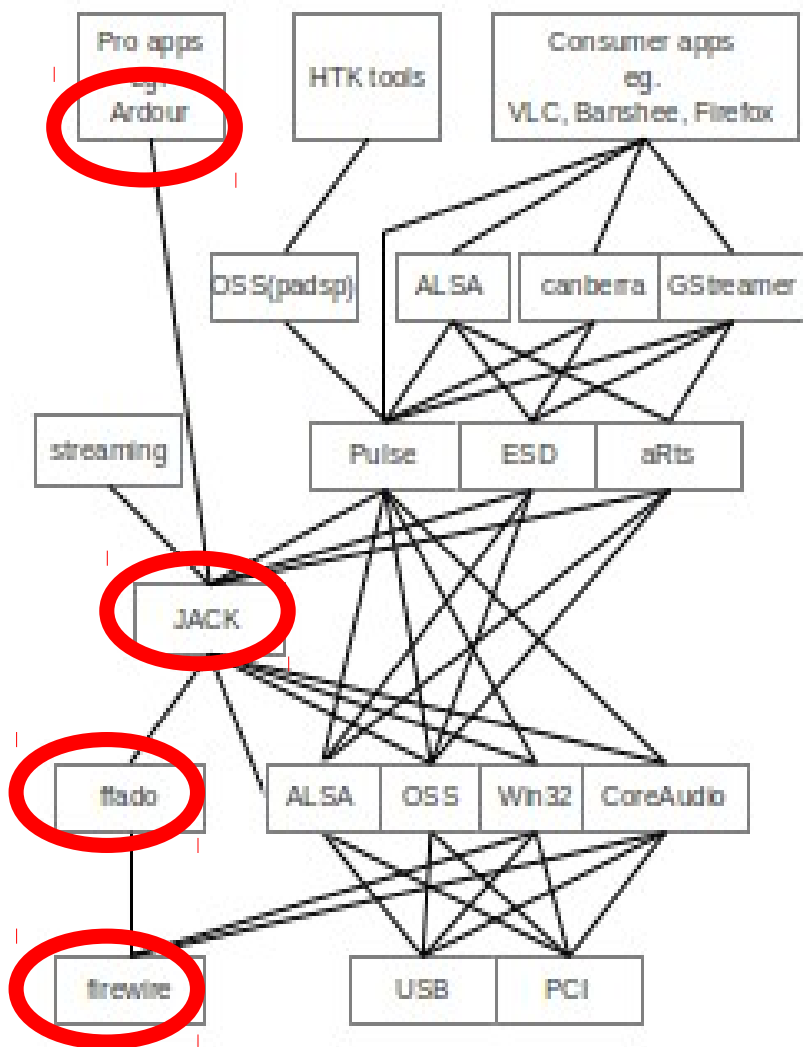 Pro apps
eg.
Ardour
HTK tools
Consumer apps
eg.
VLC, Banshee, Firefox
OSS(padsp)
ALSA
canberra
GStreamer
streaming
Pulse
ESD
aRts
JACK
ffado
ALSA
OSS
Win32
CoreAudio
firewire
USB
PCI